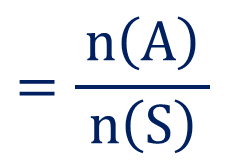 = n(A)
n(S)